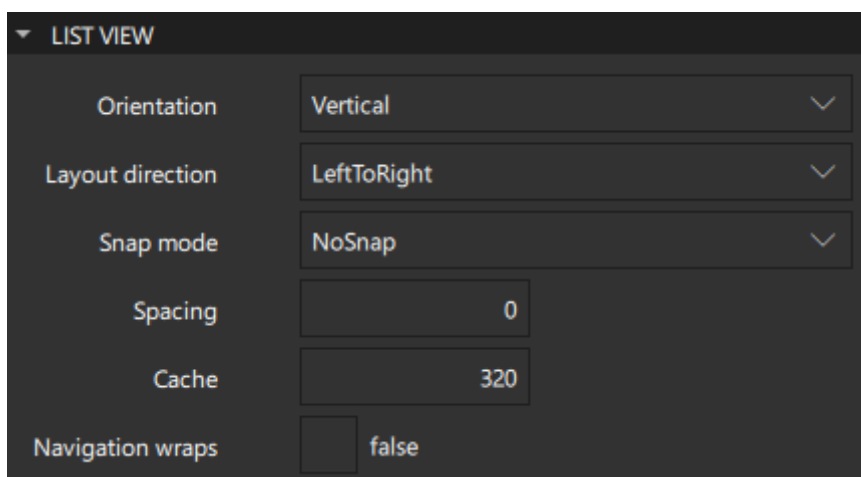 LIST VIEW
Orientation Vertical
Layout direction LeftToRight
Snap mode NoSnap
Spacing 0
Cache 320
Navigation wraps false